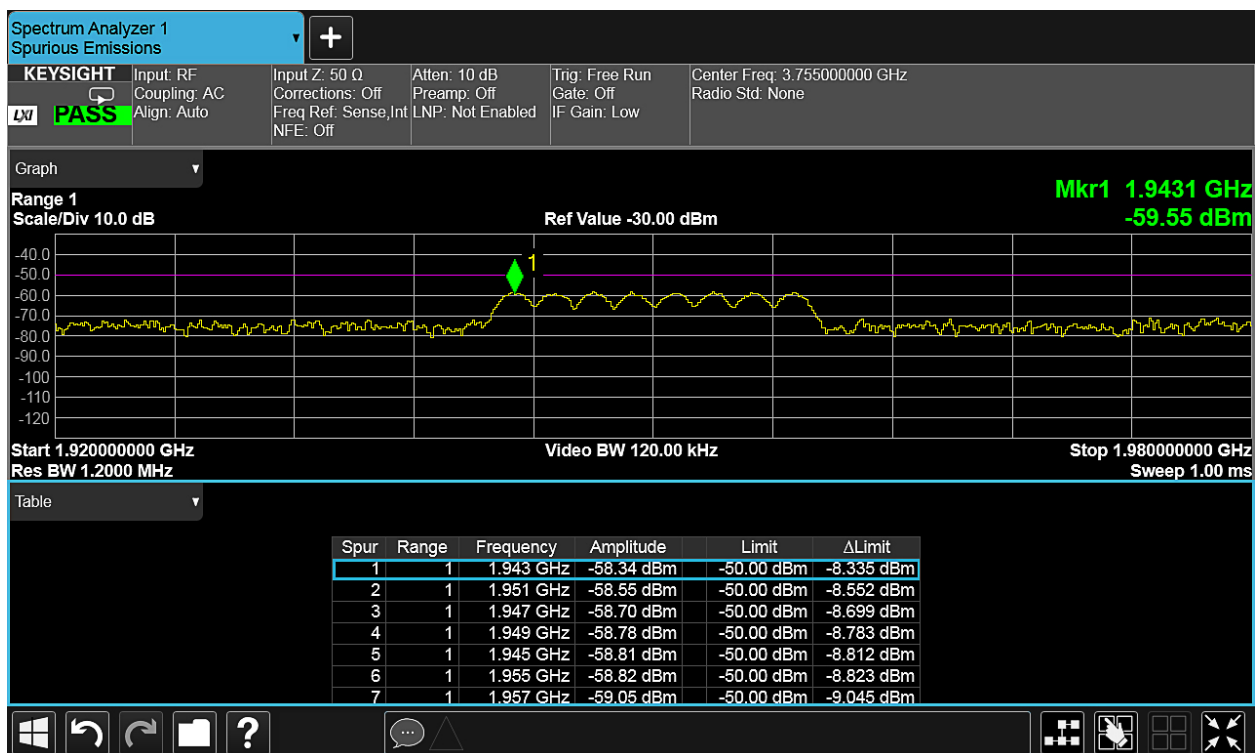 Spectrum Analyzer 1
Spurious Emissions
+
KEYSIGHT Input: RF Input Z: 50 Ω Atten: 10 dB Trig: Free Run Center Freq: 3.755000000 GHz
Coupling: AC Corrections: Off Preamp: Off Gate: Off Radio Std: None
LXI PASS Align: Auto Freq Ref: Sense,Int LNP: Not Enabled IF Gain: Low
NFE: Off
Graph
Mkr1 1.9431 GHz
Range 1
Scale/Div 10.0 dB Ref Value -30.00 dBm -59.55 dBm
1
-40.0
-50.0
-60.0
-70.0
-80.0
-90.0
-100
-110
-120
Start 1.920000000 GHz Video BW 120.00 kHz Stop 1.980000000 GHz
Res BW 1.2000 MHz Sweep 1.00 ms
Table
Spur Range Frequency Amplitude Limit ΔLimit
1 1 1.943 GHz -58.34 dBm -50.00 dBm -8.335 dBm
2 1 1.951 GHz -58.55 dBm -50.00 dBm -8.552 dBm
3 1 1.947 GHz -58.70 dBm -50.00 dBm -8.699 dBm
4 1 1.949 GHz -58.78 dBm -50.00 dBm -8.783 dBm
5 1 1.945 GHz -58.81 dBm -50.00 dBm -8.812 dBm
6 1 1.955 GHz -58.82 dBm -50.00 dBm -8.823 dBm
7 1 1.957 GHz -59.05 dBm -50.00 dBm -9.045 dBm
?